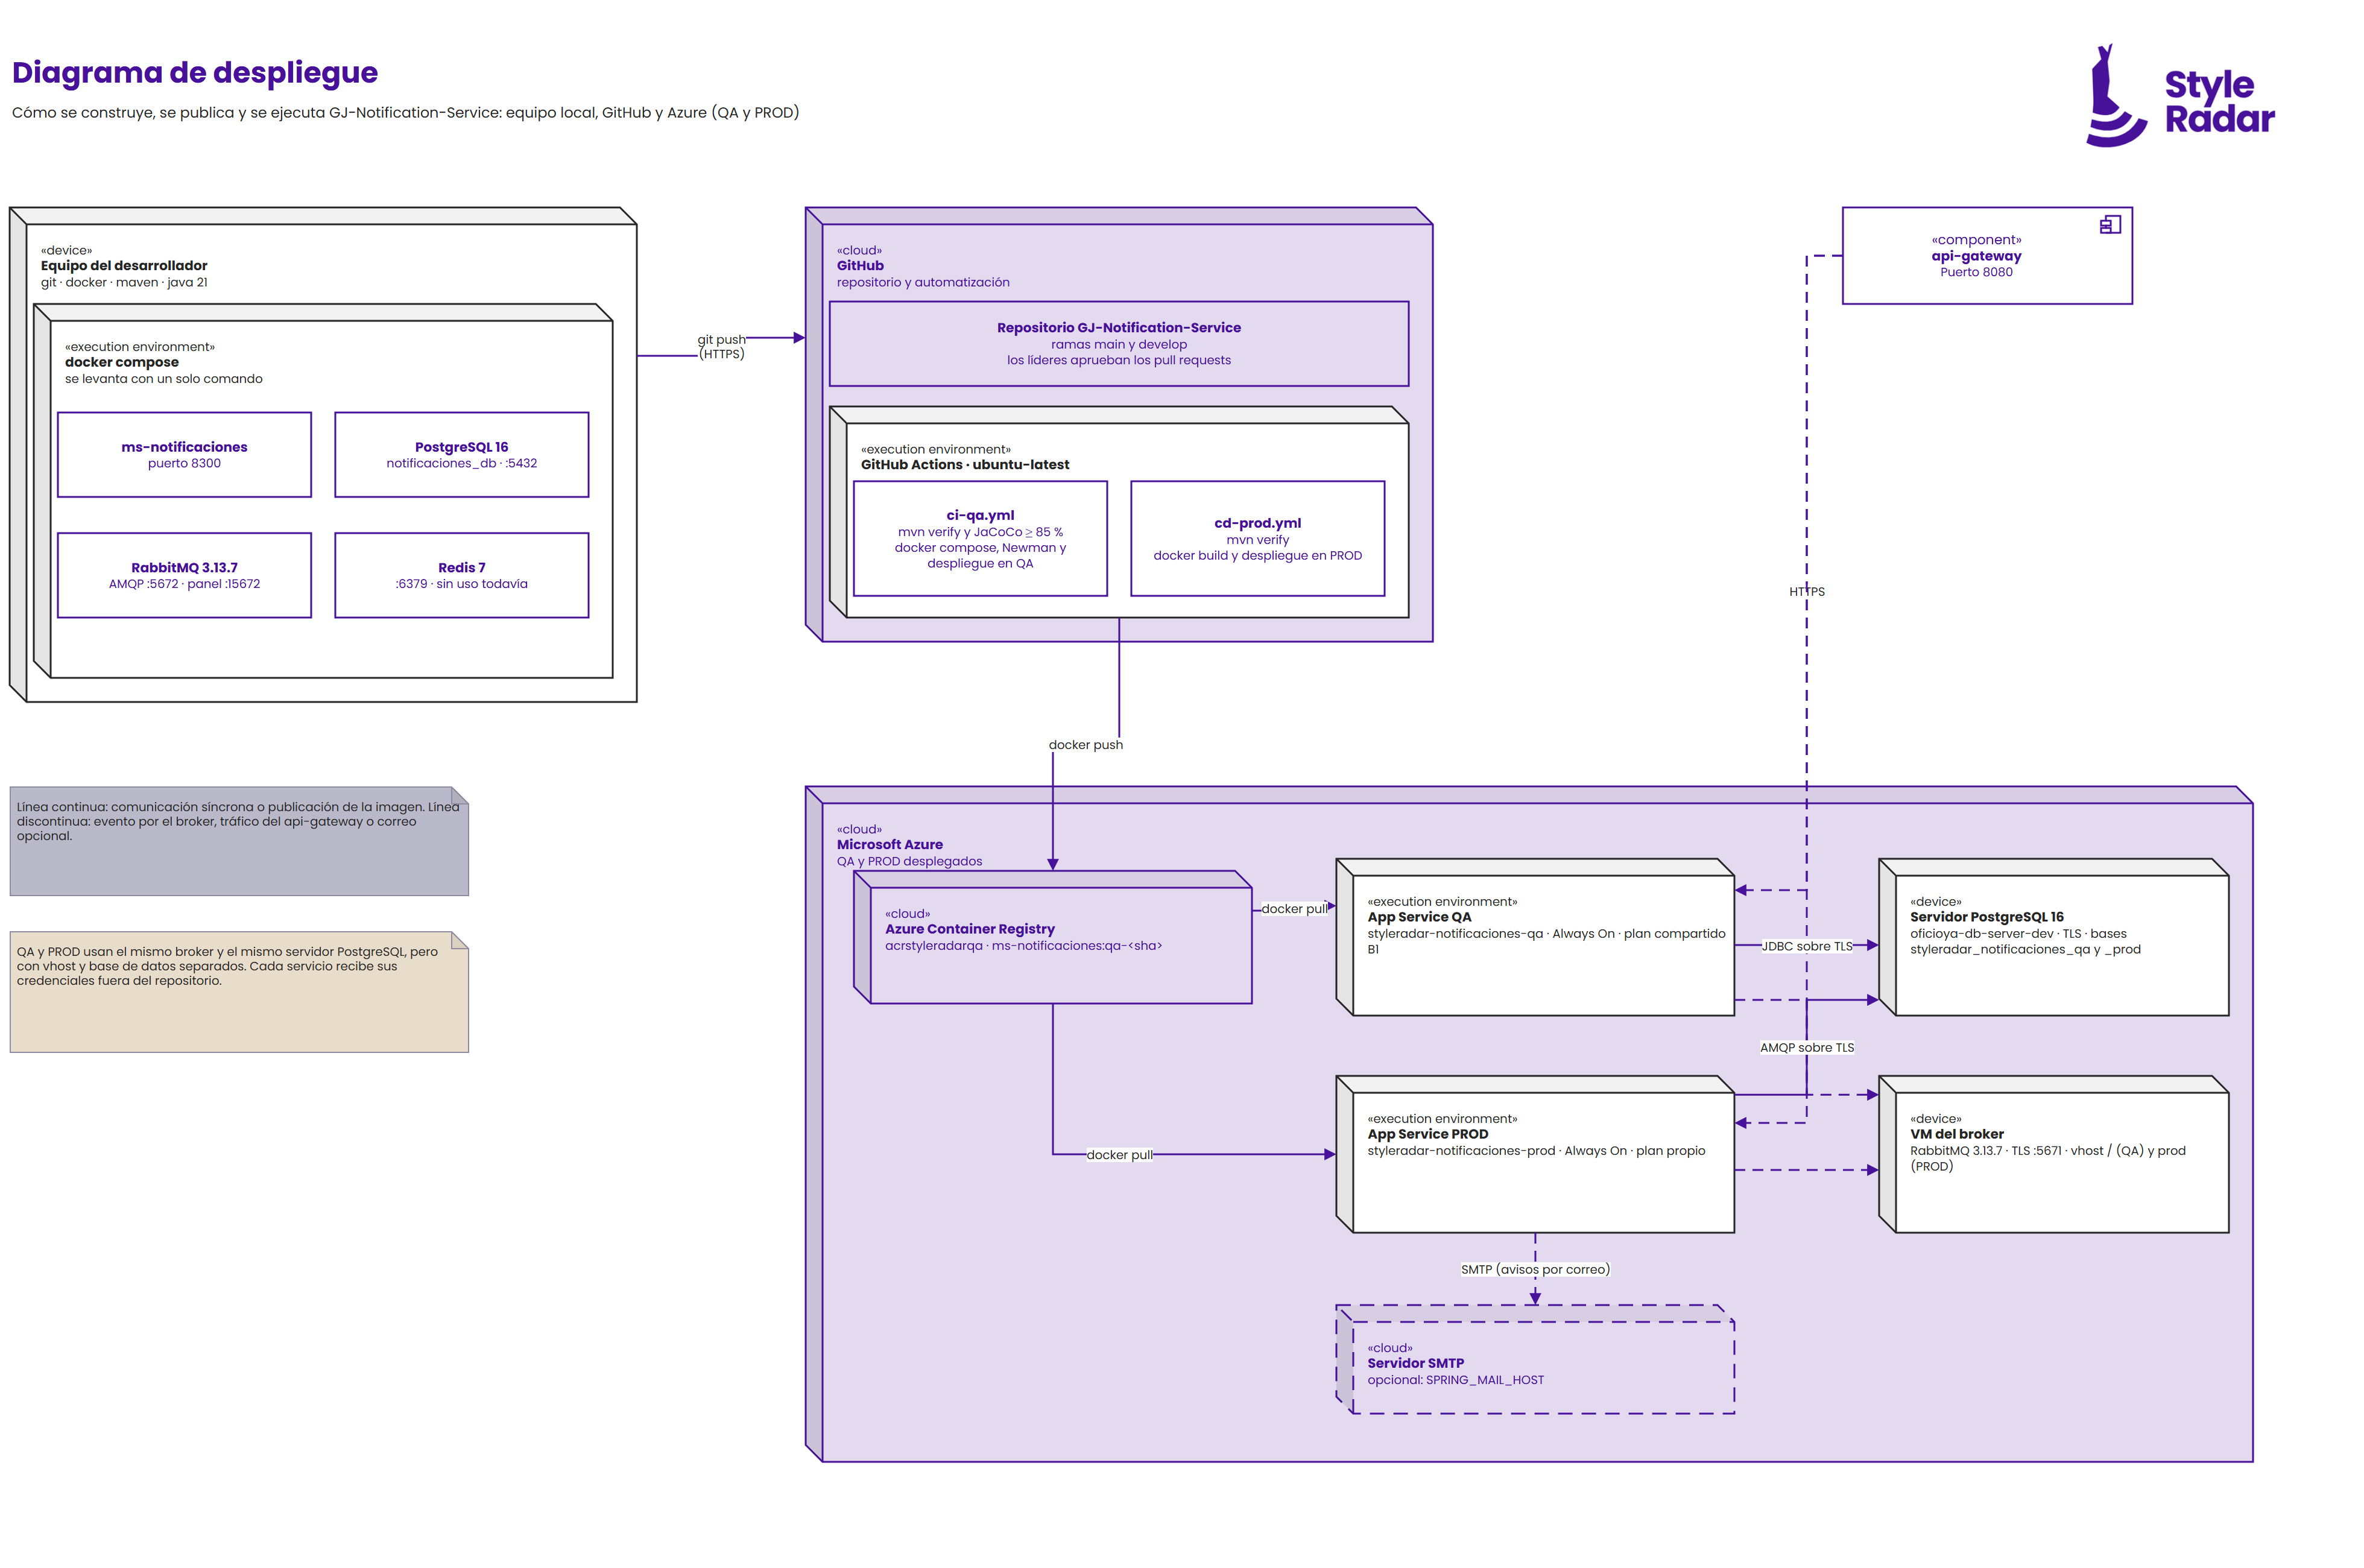 Diagrama de despliegue
Cómo se construye, se publica y se ejecuta GJ-Notification-Service: equipo local, GitHub y Azure (QA y PROD)
Style
Radar
«device»
Equipo del desarrollador
git · docker · maven · java 21
«execution environment»
docker compose
se levanta con un solo comando
ms-notificaciones
puerto 8300
PostgreSQL 16
notificaciones_db · :5432
RabbitMQ 3.13.7
AMQP :5672 · panel :15672
Redis 7
:6379 · sin uso todavía
git push
(HTTPS)
«cloud»
GitHub
repositorio y automatización
Repositorio GJ-Notification-Service
ramas main y develop
los líderes aprueban los pull requests
«execution environment»
GitHub Actions · ubuntu-latest
ci-qa.yml
mvn verify y JaCoCo ≥ 85 %
docker compose, Newman y
despliegue en QA
cd-prod.yml
mvn verify
docker build y despliegue en PROD
«component»
api-gateway
Puerto 8080
HTTPS
docker push
Línea continua: comunicación síncrona o publicación de la imagen. Línea
discontinua: evento por el broker, tráfico del api-gateway o correo
opcional.
QA y PROD usan el mismo broker y el mismo servidor PostgreSQL, pero
con vhost y base de datos separados. Cada servicio recibe sus
credenciales fuera del repositorio.
«cloud»
Microsoft Azure
QA y PROD desplegados
«cloud»
Azure Container Registry
acrstyleradarqa · ms-notificaciones:qa-<sha>
docker pull
«execution environment»
App Service QA
styleradar-notificaciones-qa · Always On · plan compartido
B1
JDBC sobre TLS
«device»
Servidor PostgreSQL 16
oficioya-db-server-dev · TLS · bases
styleradar_notificaciones_qa y _prod
AMQP sobre TLS
docker pull
«execution environment»
App Service PROD
styleradar-notificaciones-prod · Always On · plan propio
«device»
VM del broker
RabbitMQ 3.13.7 · TLS :5671 · vhost / (QA) y prod
(PROD)
SMTP (avisos por correo)
«cloud»
Servidor SMTP
opcional: SPRING_MAIL_HOST